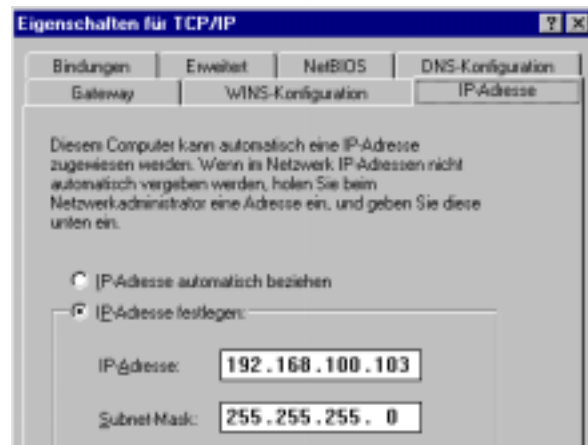 Eigenschaften für TCP/IP
Bindungen Erweitert NetBIOS DNS-Konfiguration
Gateway WINS-Konfiguration IP-Adresse
Diesem Computer kann automatisch eine IP-Adresse
zugewiesen werden. Wenn im Netzwerk IP-Adressen nicht
automatisch vergeben werden, holen Sie beim
Netzwerkadministrator eine Adresse ein, und geben Sie diese
unten ein.
IP-Adresse automatisch beziehen
IP-Adresse festlegen:
IP-Adresse: 192.168.100.103
Subnet-Mask: 255.255.255. 0